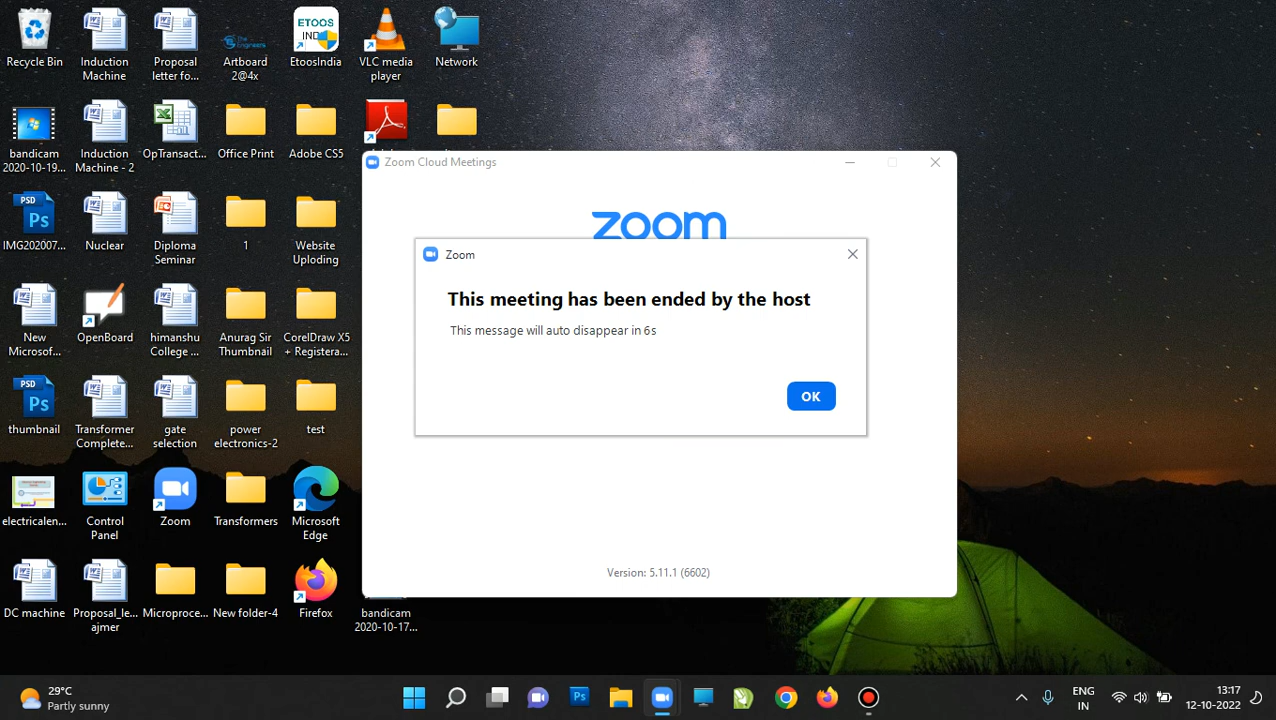 Recycle Bin
Induction
Machine
Proposal
letter fo...
The Engineers
Artboard
2@4x
ETOOS
IND
EtoosIndia
VLC media
player
Network
bandicam
2020-10-19...
Induction
Machine - 2
OpTransact...
Office Print
Adobe CS5
Zoom Cloud Meetings
zoom
PSD
Ps
IMG202007...
Nuclear
Diploma
Seminar
1
Website
Uploding
Zoom
This meeting has been ended by the host
This message will auto disappear in 6s
OK
New
Microsof...
OpenBoard
himanshu
College ...
Anurag Sir
Thumbnail
CorelDraw X5
+ Registera...
PSD
Ps
thumbnail
Transformer
Complete...
gate
selection
power
electronics-2
test
electricalen...
Control
Panel
Zoom
Transformers
Microsoft
Edge
Version: 5.11.1 (6602)
DC machine
Proposal_le...
ajmer
Microproce...
New folder-4
Firefox
bandicam
2020-10-17...
29°C
Partly sunny
Ps
EN
IN
13:17
12-10-2022